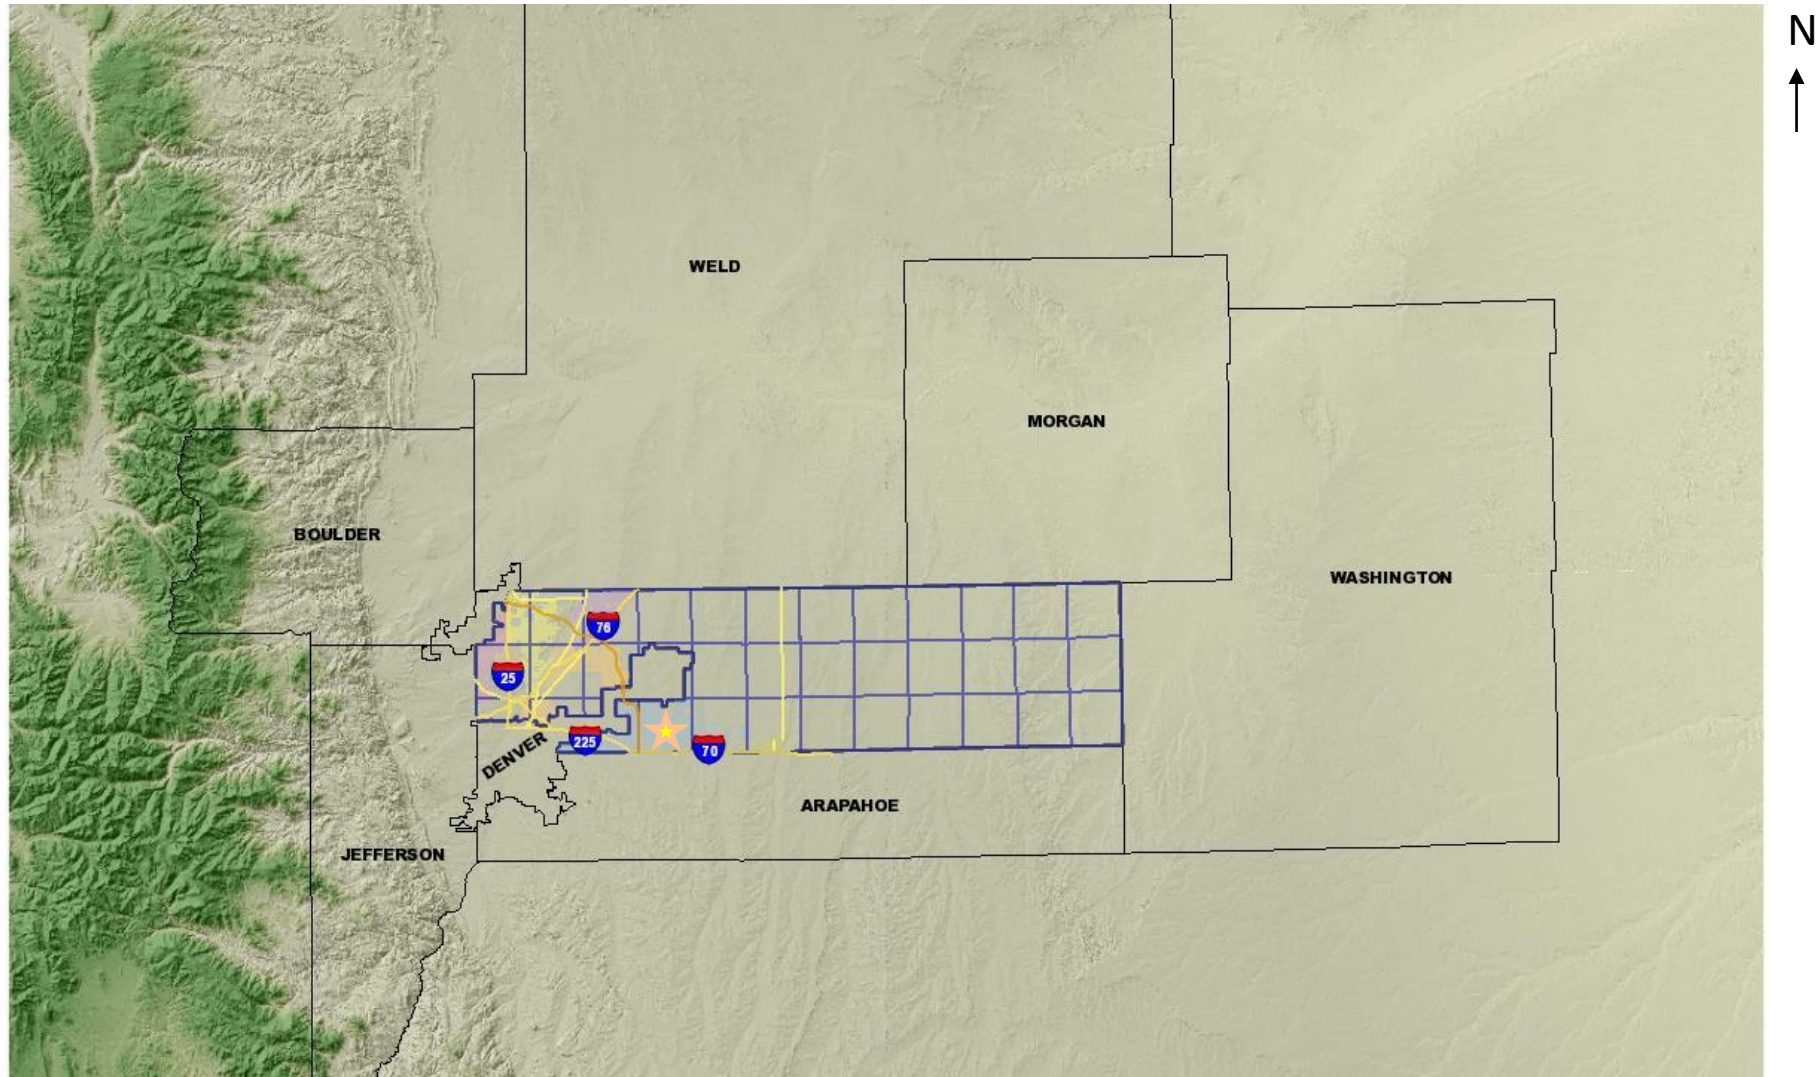 N
WELD
MORGAN
BOULDER
WASHINGTON
76
25
225
70
DENVER
ARAPAHOE
JEFFERSON